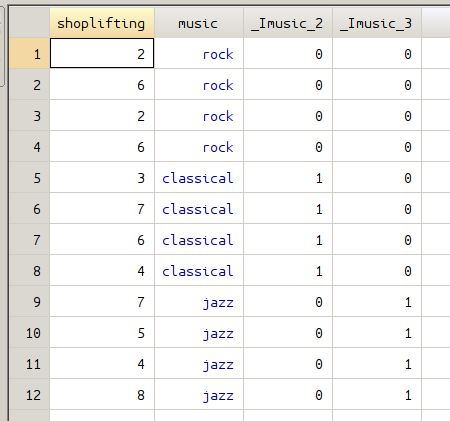 shoplifting music _Imusic_2 _Imusic_3
1 2 rock 0 0
2 6 rock 0 0
3 2 rock 0 0
4 6 rock 0 0
5 3 classical 1 0
6 7 classical 1 0
7 6 classical 1 0
8 4 classical 1 0
9 7 jazz 0 1
10 5 jazz 0 1
11 4 jazz 0 1
12 8 jazz 0 1